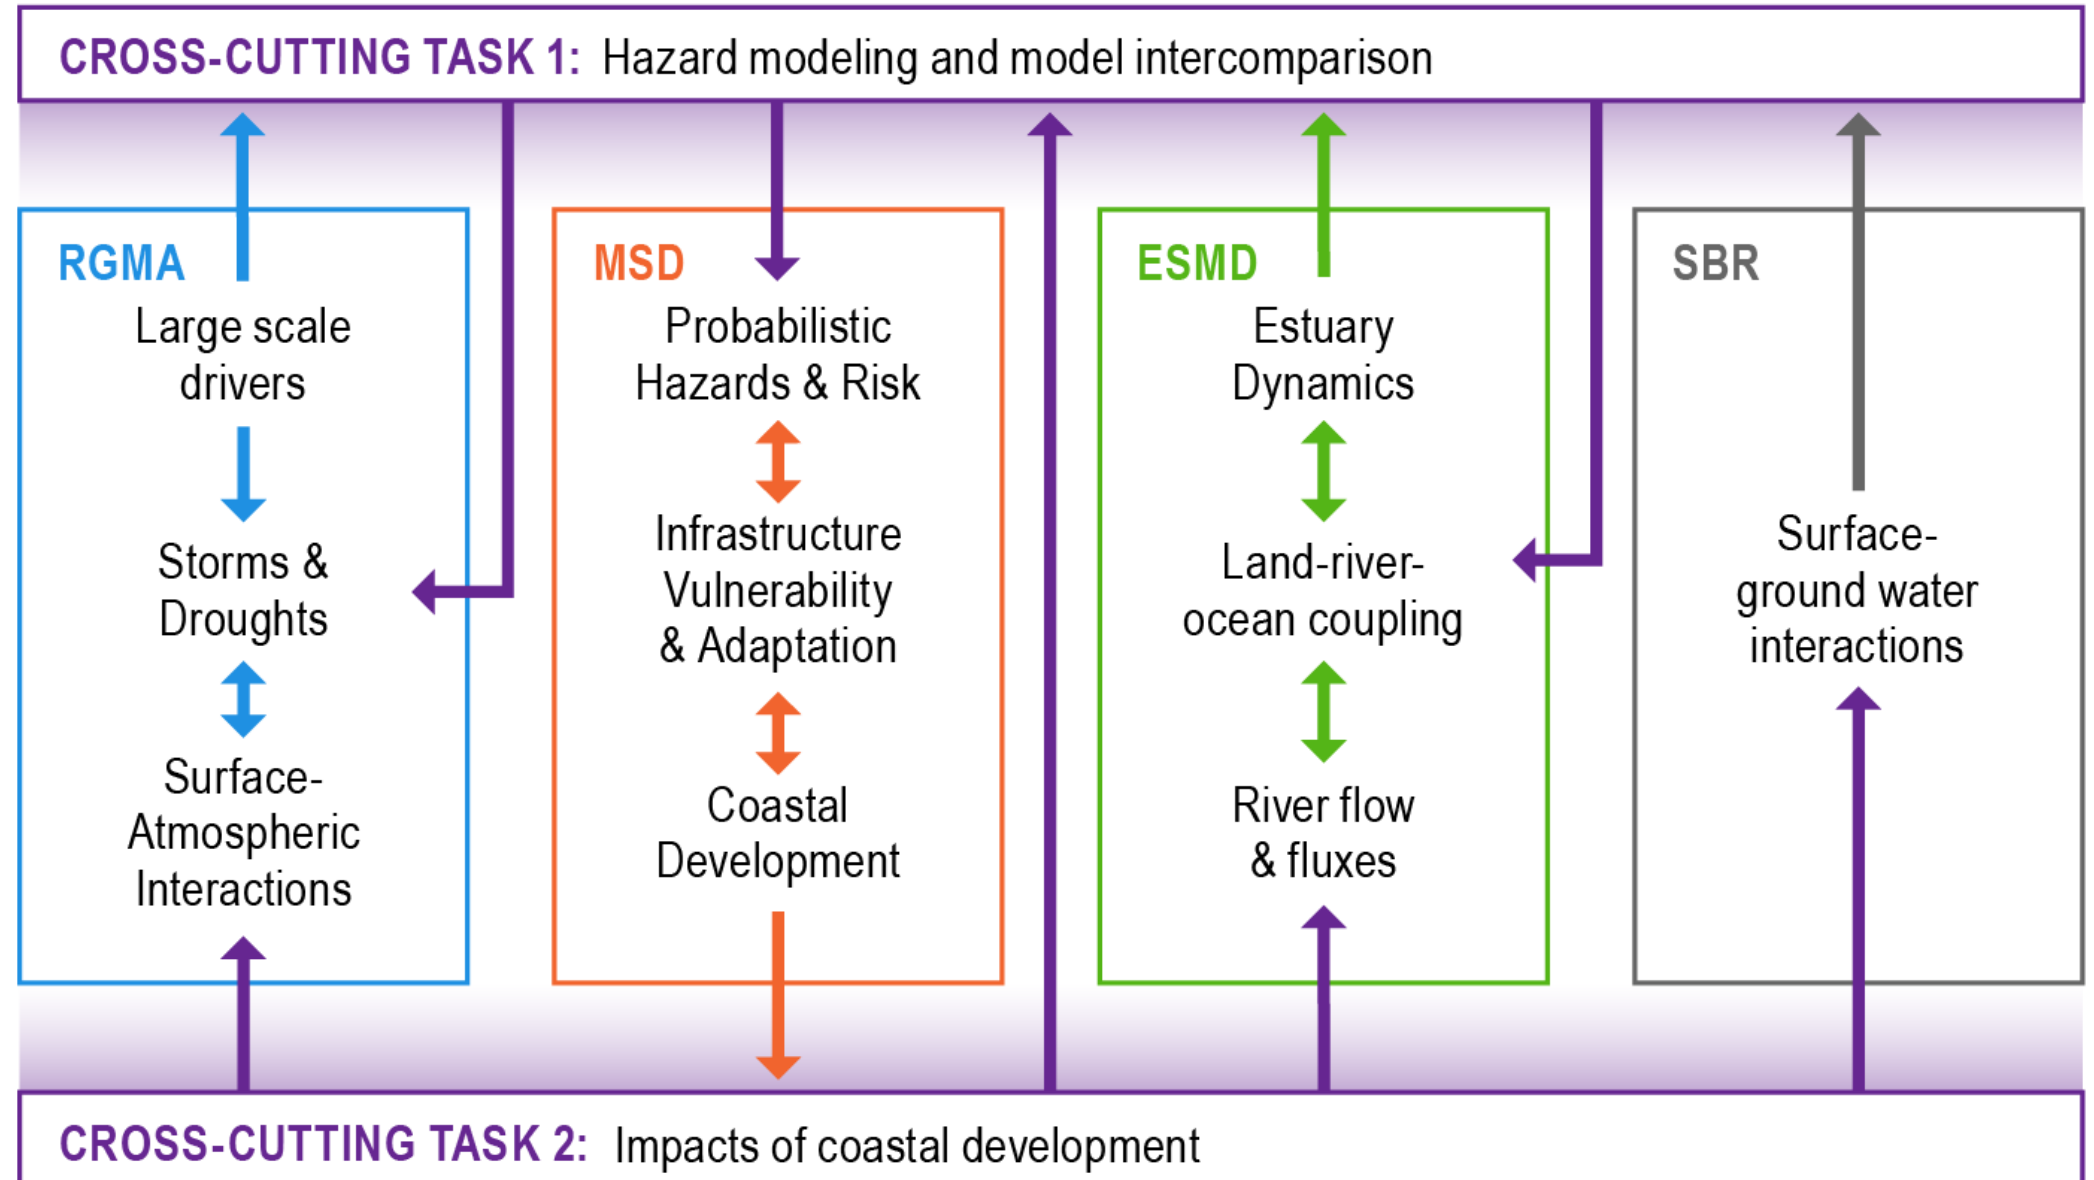 CROSS-CUTTING TASK 1: Hazard modeling and model intercomparison
RGMA
Large scale
drivers
Storms &
Droughts
Surface-
Atmospheric
Interactions
MSD
Probabilistic
Hazards & Risk
Infrastructure
Vulnerability
& Adaptation
Coastal
Development
ESMD
Estuary
Dynamics
Land-river-
ocean coupling
River flow
& fluxes
SBR
Surface-
ground water
interactions
CROSS-CUTTING TASK 2: Impacts of coastal development